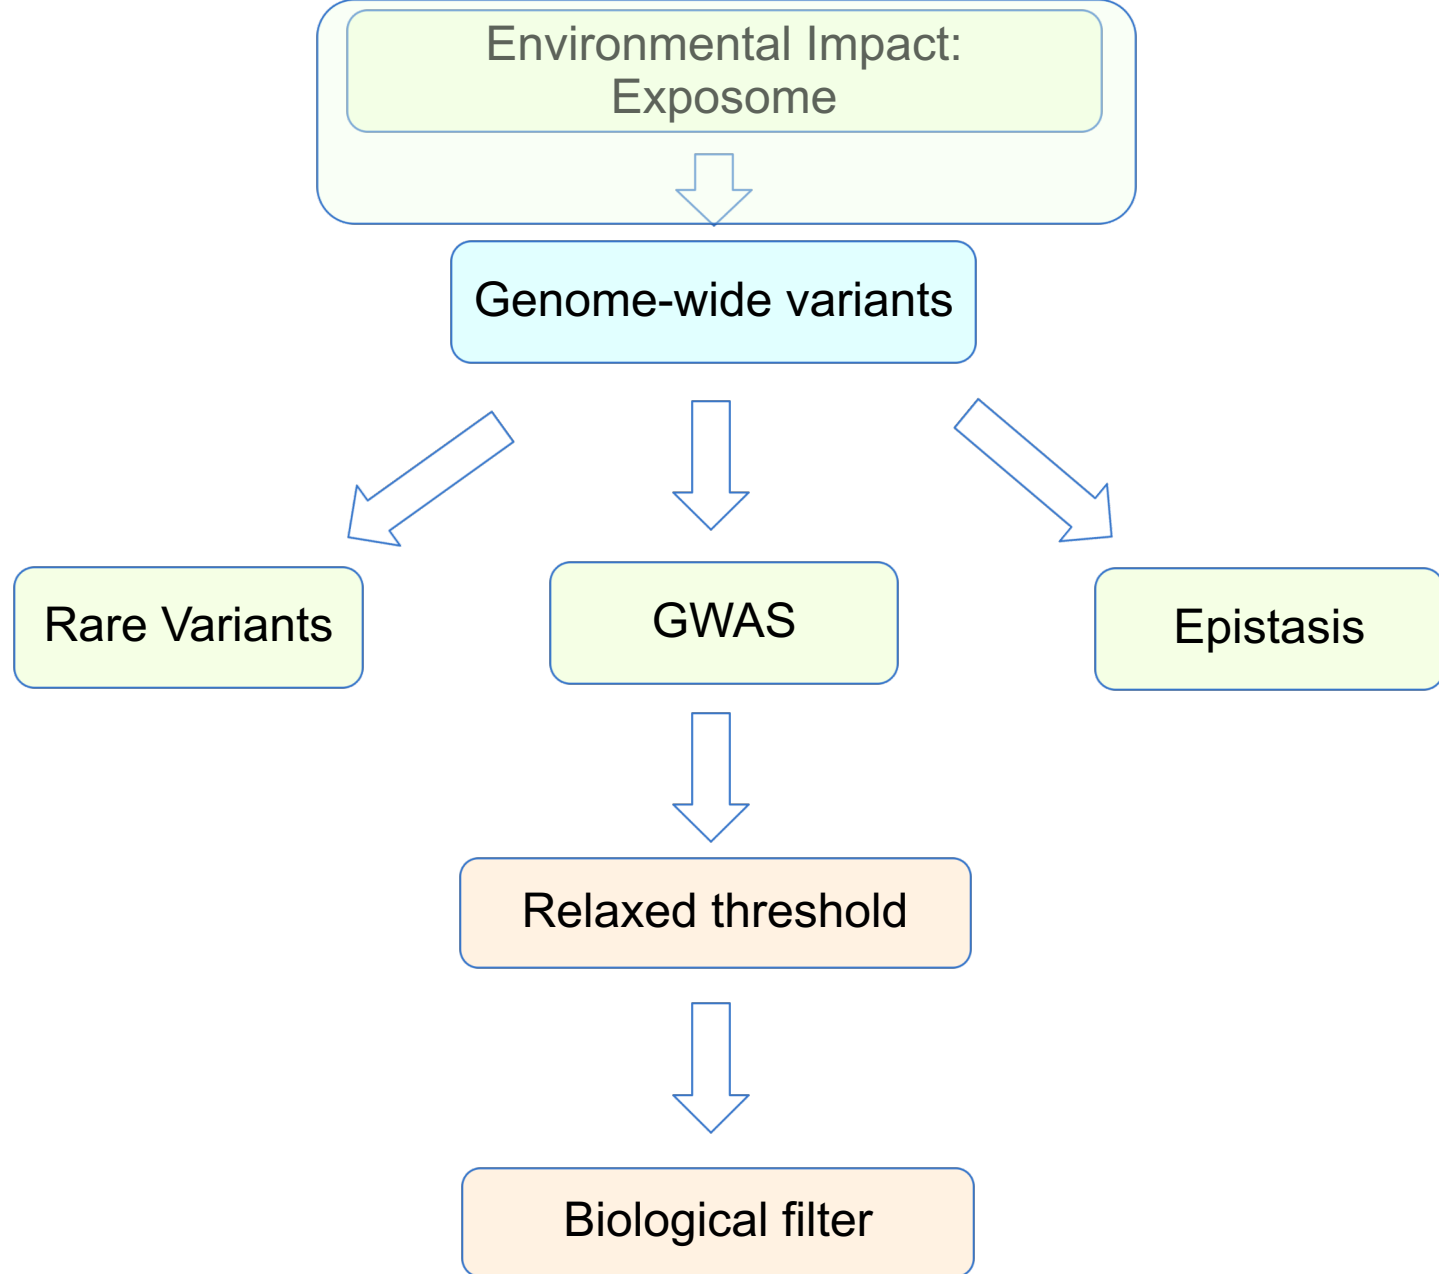 Environmental Impact:
Exposome
Genome-wide variants
Rare Variants
GWAS
Epistasis
Relaxed threshold
Biological filter